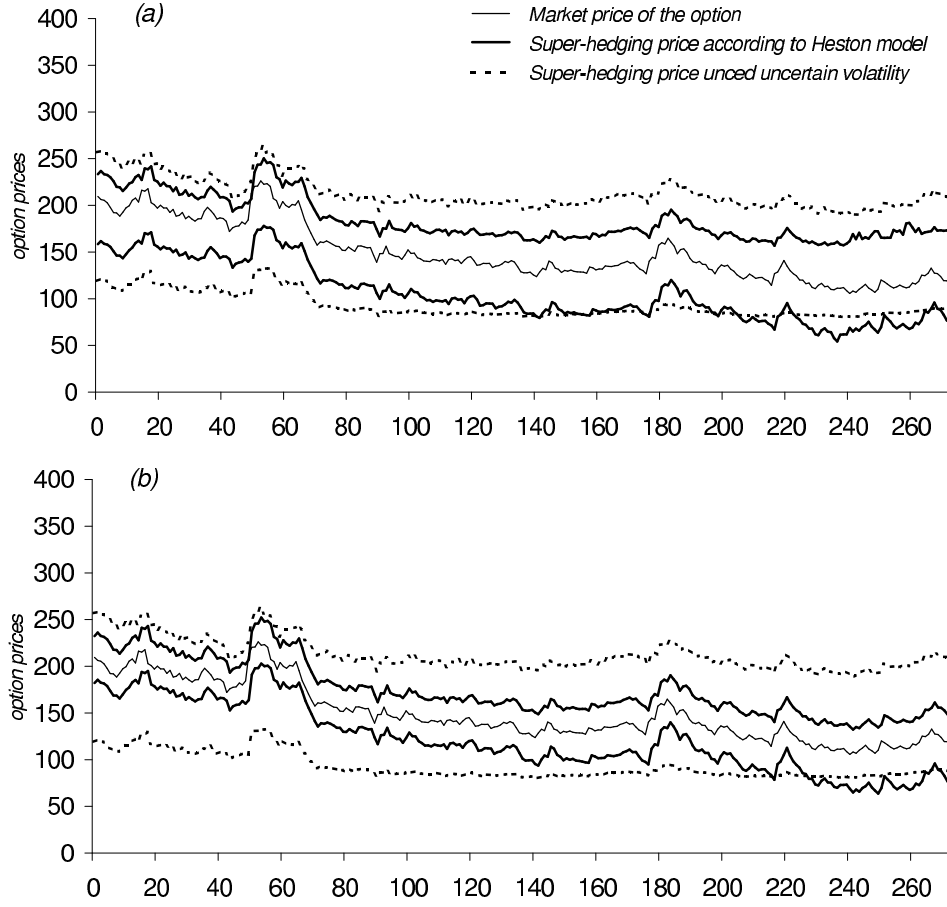 (a)
Market price of the option
Super-hedging price according to Heston model
Super-hedging price unced uncertain volatility
option prices
400
350
300
250
200
150
100
50
0
0 20 40 60 80 100 120 140 160 180 200 220 240 260
(b)
option prices
400
350
300
250
200
150
100
50
0
0 20 40 60 80 100 120 140 160 180 200 220 240 260